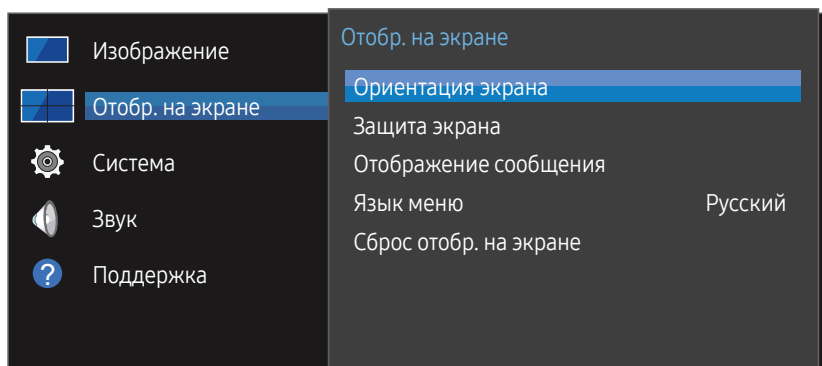 Изображение
Отобр. на экране
Система
Звук
Поддержка
Отобр. на экране
Ориентация экрана
Защита экрана
Отображение сообщения
Язык меню Русский
Сброс отобр. на экране